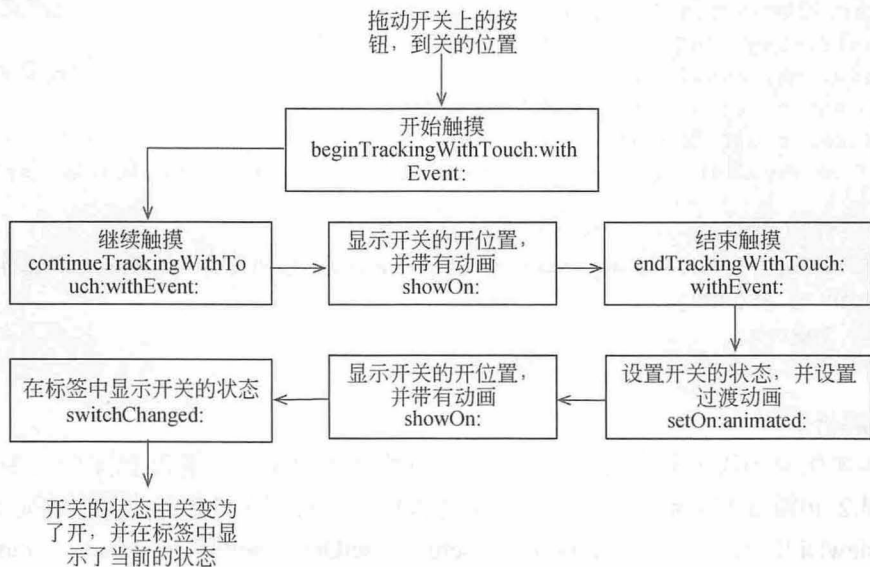 拖动开关上的按
钮，到关的位置
开始触摸
beginTrackingWithTouch:with
Event:
继续触摸
continueTrackingWithTo
uch:withEvent:
显示开关的开位置，
并带有动画
showOn:
结束触摸
endTrackingWithTouch:
withEvent:
设置开关的状态，并设置
过渡动画
setOn:animated:
显示开关的开位置，
并带有动画
showOn:
在标签中显示开关的状态
switchChanged:
开关的状态由关变为
了开，并在标签中显
示了当前的状态